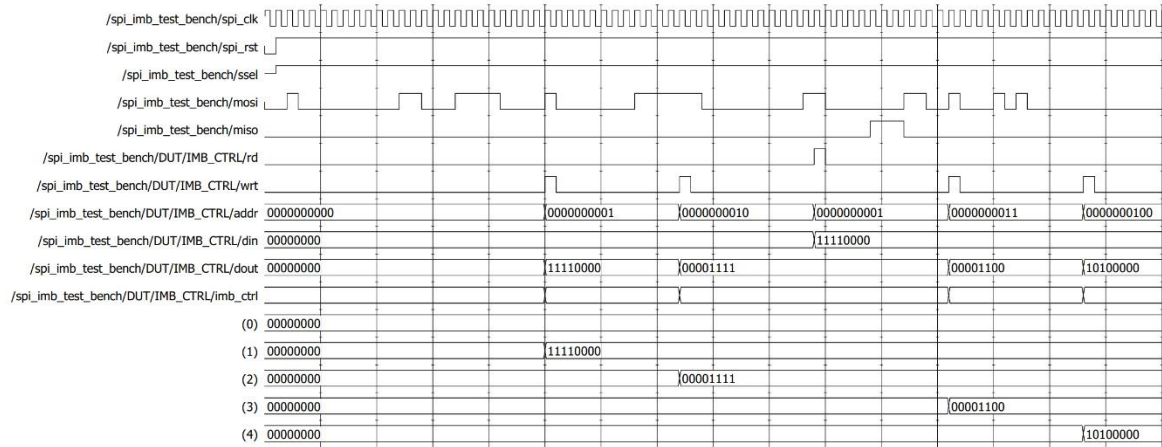 /spi_imb_test_bench/spi_clk
/spi_imb_test_bench/spi_rst
/spi_imb_test_bench/ssel
/spi_imb_test_bench/mosi
/spi_imb_test_bench/miso
/spi_imb_test_bench/DUT/IMB_CTRL/rd
/spi_imb_test_bench/DUT/IMB_CTRL/wrt
/spi_imb_test_bench/DUT/IMB_CTRL/addr 0000000000 0000000001 0000000010 0000000001 0000000011 0000000100
/spi_imb_test_bench/DUT/IMB_CTRL/din 00000000 11110000
/spi_imb_test_bench/DUT/IMB_CTRL/dout 00000000 11110000 00001111 00001100 10100000
/spi_imb_test_bench/DUT/IMB_CTRL/imb_ctrl
(0) 00000000
(1) 00000000 11110000
(2) 00000000 00001111
(3) 00000000 00001100
(4) 00000000 10100000